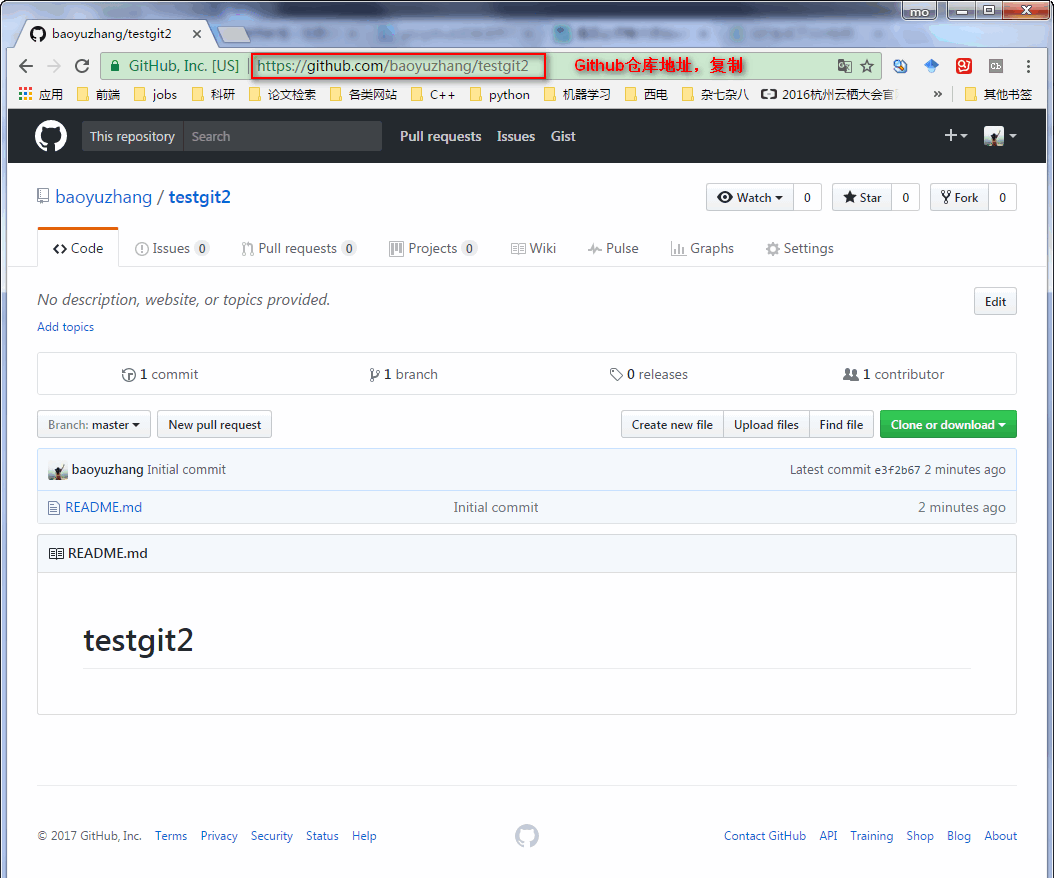 mo
baoyuzhang/testgit2
GitHub, Inc. [US] https://github.com/baoyuzhang/testgit2 Github仓库地址，复制
应用 前端 jobs 科研 论文检索 各类网站 C++ python 机器学习 西电 杂七杂八 2016杭州云栖大会官 » 其他书签
This repository Search Pull requests Issues Gist
baoyuzhang / testgit2 Watch 0 Star 0 Fork 0
Code Issues 0 Pull requests 0 Projects 0 Wiki Pulse Graphs Settings
No description, website, or topics provided. Edit
Add topics
1 commit 1 branch 0 releases 1 contributor
Branch: master New pull request Create new file Upload files Find file Clone or download
baoyuzhang Initial commit Latest commit e3f2b67 2 minutes ago
README.md Initial commit 2 minutes ago
README.md
testgit2
© 2017 GitHub, Inc. Terms Privacy Security Status Help Contact GitHub API Training Shop Blog About